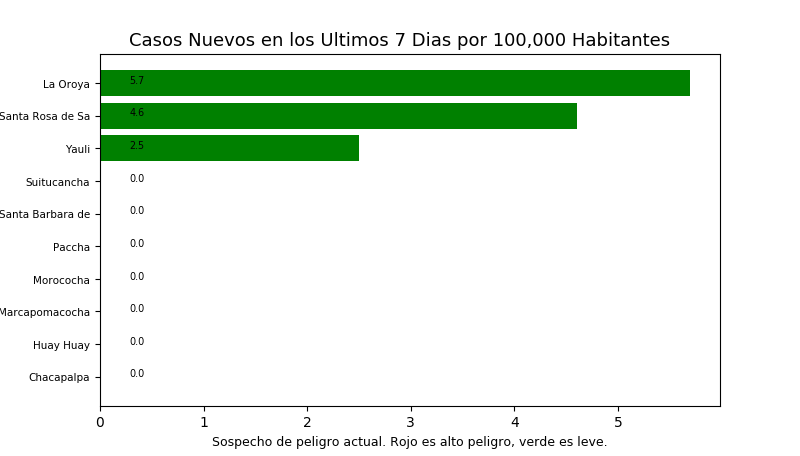 Casos Nuevos en los Ultimos 7 Dias por 100,000 Habitantes
La Oroya 5.7
Santa Rosa de Sa 4.6
Yauli 2.5
Suitucancha 0.0
Santa Barbara de 0.0
Paccha 0.0
Morococha 0.0
Marcapomacocha 0.0
Huay Huay 0.0
Chacapalpa 0.0
0 1 2 3 4 5
Sospecho de peligro actual. Rojo es alto peligro, verde es leve.